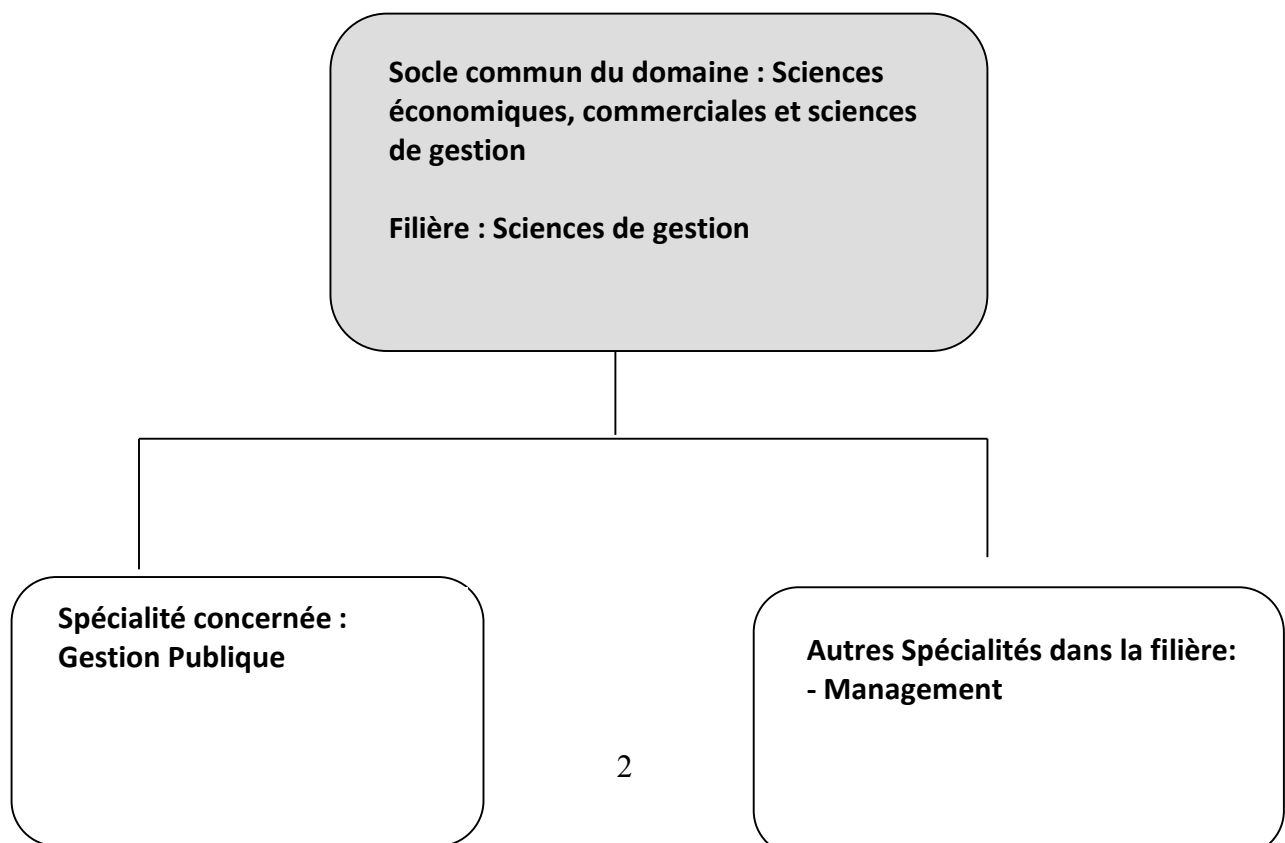 Socle commun du domaine : Sciences
économiques, commerciales et sciences
de gestion
Filière : Sciences de gestion
Spécialité concernée :
Gestion Publique
Autres Spécialités dans la filière:
- Management
2